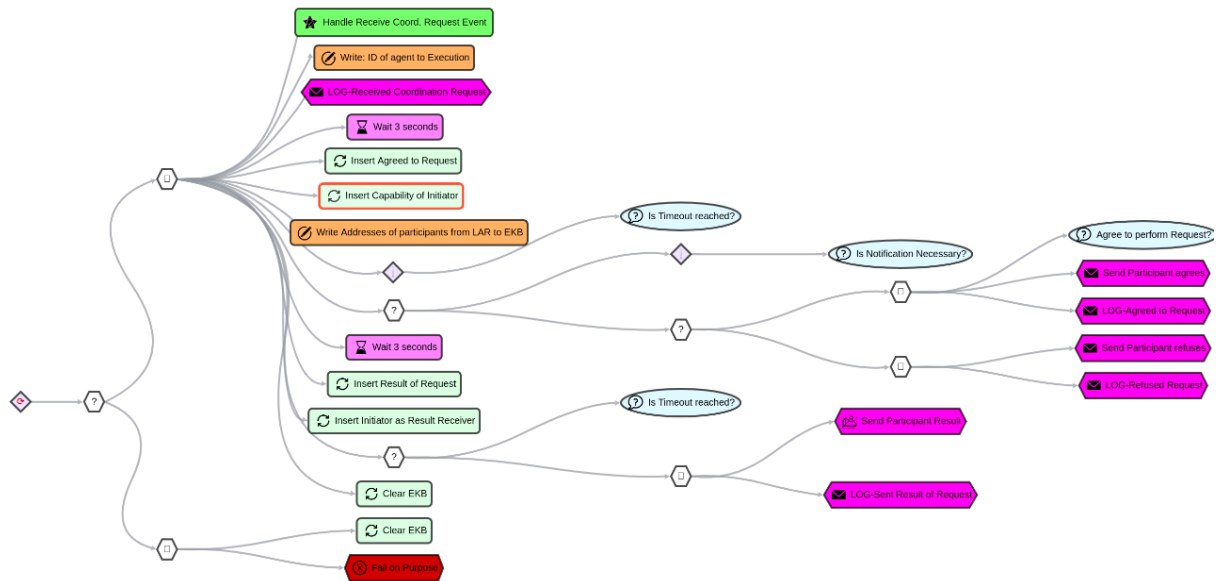 Handle Receive Coord. Request Event
Write: ID of agent to Execution
LOG-Received Coordination Request
Wait 3 seconds
Insert Agreed to Request
Insert Capability of Initiator
? Is Timeout reached?
Write Addresses of participants from LAR to EKB
? Agree to perform Request?
? Is Notification Necessary?
Send Participant agrees
?
LOG-Agreed to Request
?
Wait 3 seconds
Send Participant refuses
Insert Result of Request
LOG-Refused Request
?
? Is Timeout reached?
Insert Initiator as Result Receiver
Send Participant Result
?
Clear EKB
LOG-Sent Result of Request
Clear EKB
Fail on Purpose